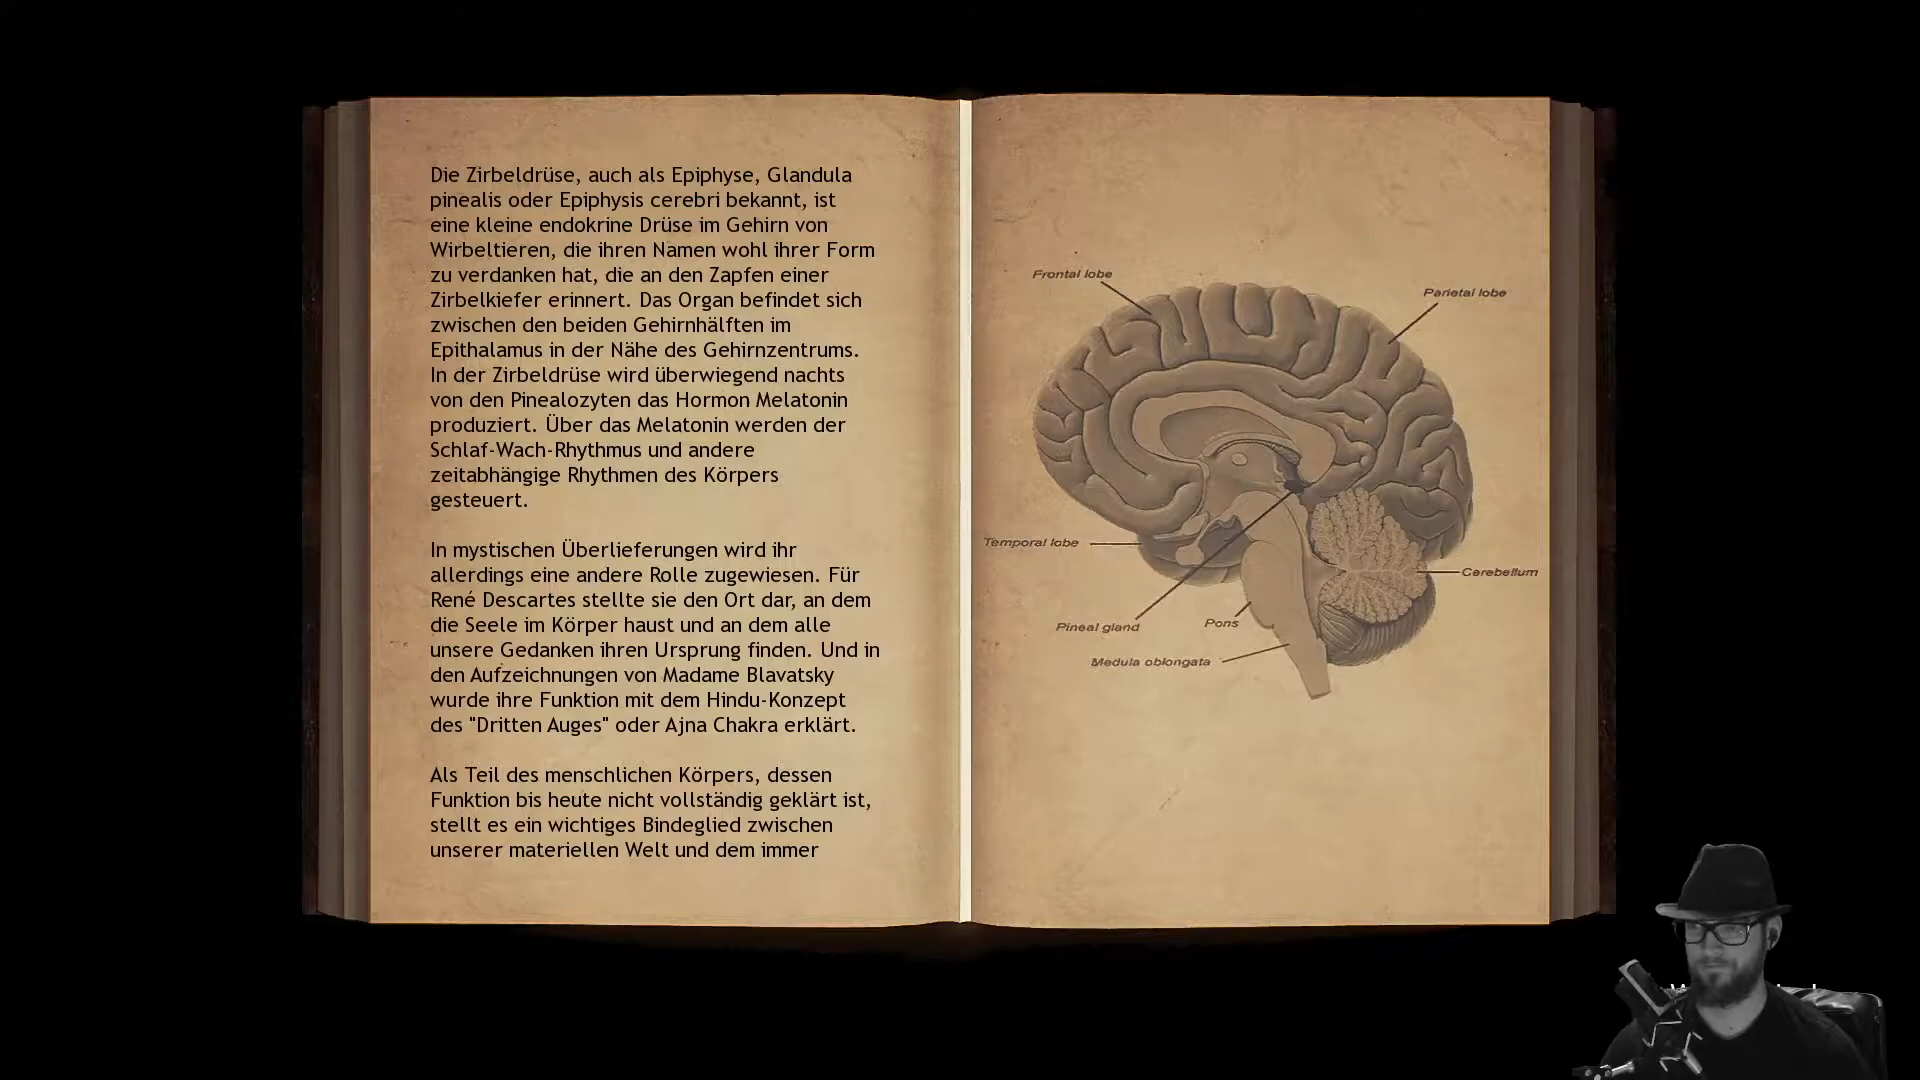 Die Zirbeldrüse, auch als Epiphyse, Glandula
pinealis oder Epiphysis cerebri bekannt, ist
eine kleine endokrine Drüse im Gehirn von
Wirbeltieren, die ihren Namen wohl ihrer Form
zu verdanken hat, die an den Zapfen einer
Zirbelkiefer erinnert. Das Organ befindet sich
zwischen den beiden Gehirnhälften im
Epithalamus in der Nähe des Gehirnzentrums.
In der Zirbeldrüse wird überwiegend nachts
von den Pinealozyten das Hormon Melatonin
produziert. Über das Melatonin werden der
Schlaf-Wach-Rhythmus und andere
zeitabhängige Rhythmen des Körpers
gesteuert.
In mystischen Überlieferungen wird ihr
allerdings eine andere Rolle zugewiesen. Für
René Descartes stellte sie den Ort dar, an dem
die Seele im Körper haust und an dem alle
unsere Gedanken ihren Ursprung finden. Und in
den Aufzeichnungen von Madame Blavatsky
wurde ihre Funktion mit dem Hindu-Konzept
des "Dritten Auges" oder Ajna Chakra erklärt.
Als Teil des menschlichen Körpers, dessen
Funktion bis heute nicht vollständig geklärt ist,
stellt es ein wichtiges Bindeglied zwischen
unserer materiellen Welt und dem immer
Frontal lobe
Parietal lobe
Temporal lobe
Cerebellum
Pineal gland
Pons
Medula oblongata